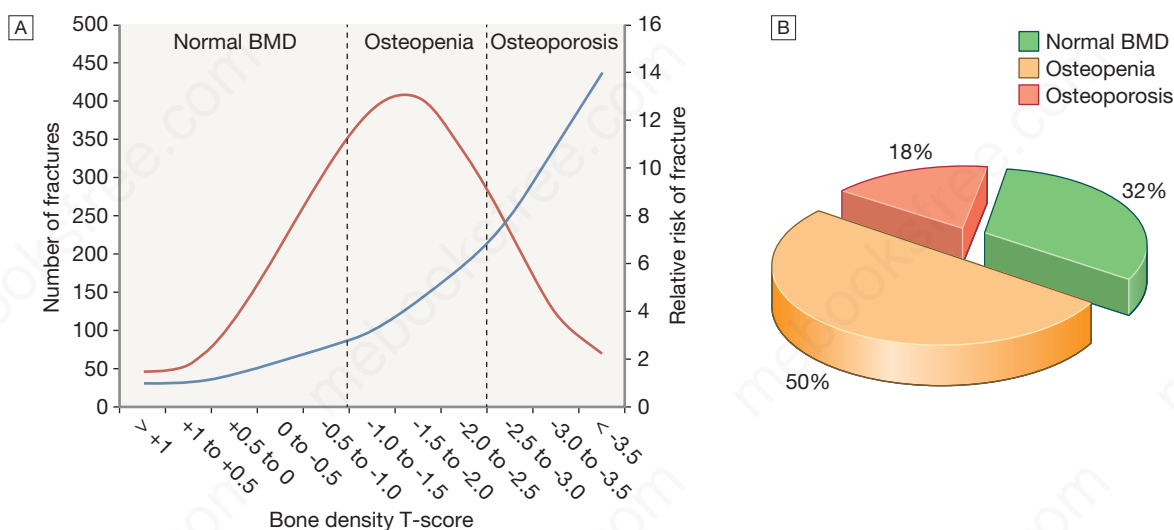 A
Normal BMD
Osteopenia
Osteoporosis
Number of fractures
500
450
400
350
300
250
200
150
100
50
0
Relative risk of fracture
16
14
12
10
8
6
4
2
0
> +1
+1 to +0.5
+0.5 to 0
0 to -0.5
-0.5 to -1.0
-1.0 to -1.5
-1.5 to -2.0
-2.0 to -2.5
-2.5 to -3.0
-3.0 to -3.5
< -3.5
Bone density T-score
B
Normal BMD
Osteopenia
Osteoporosis
18%
32%
50%
mebooksfree.com